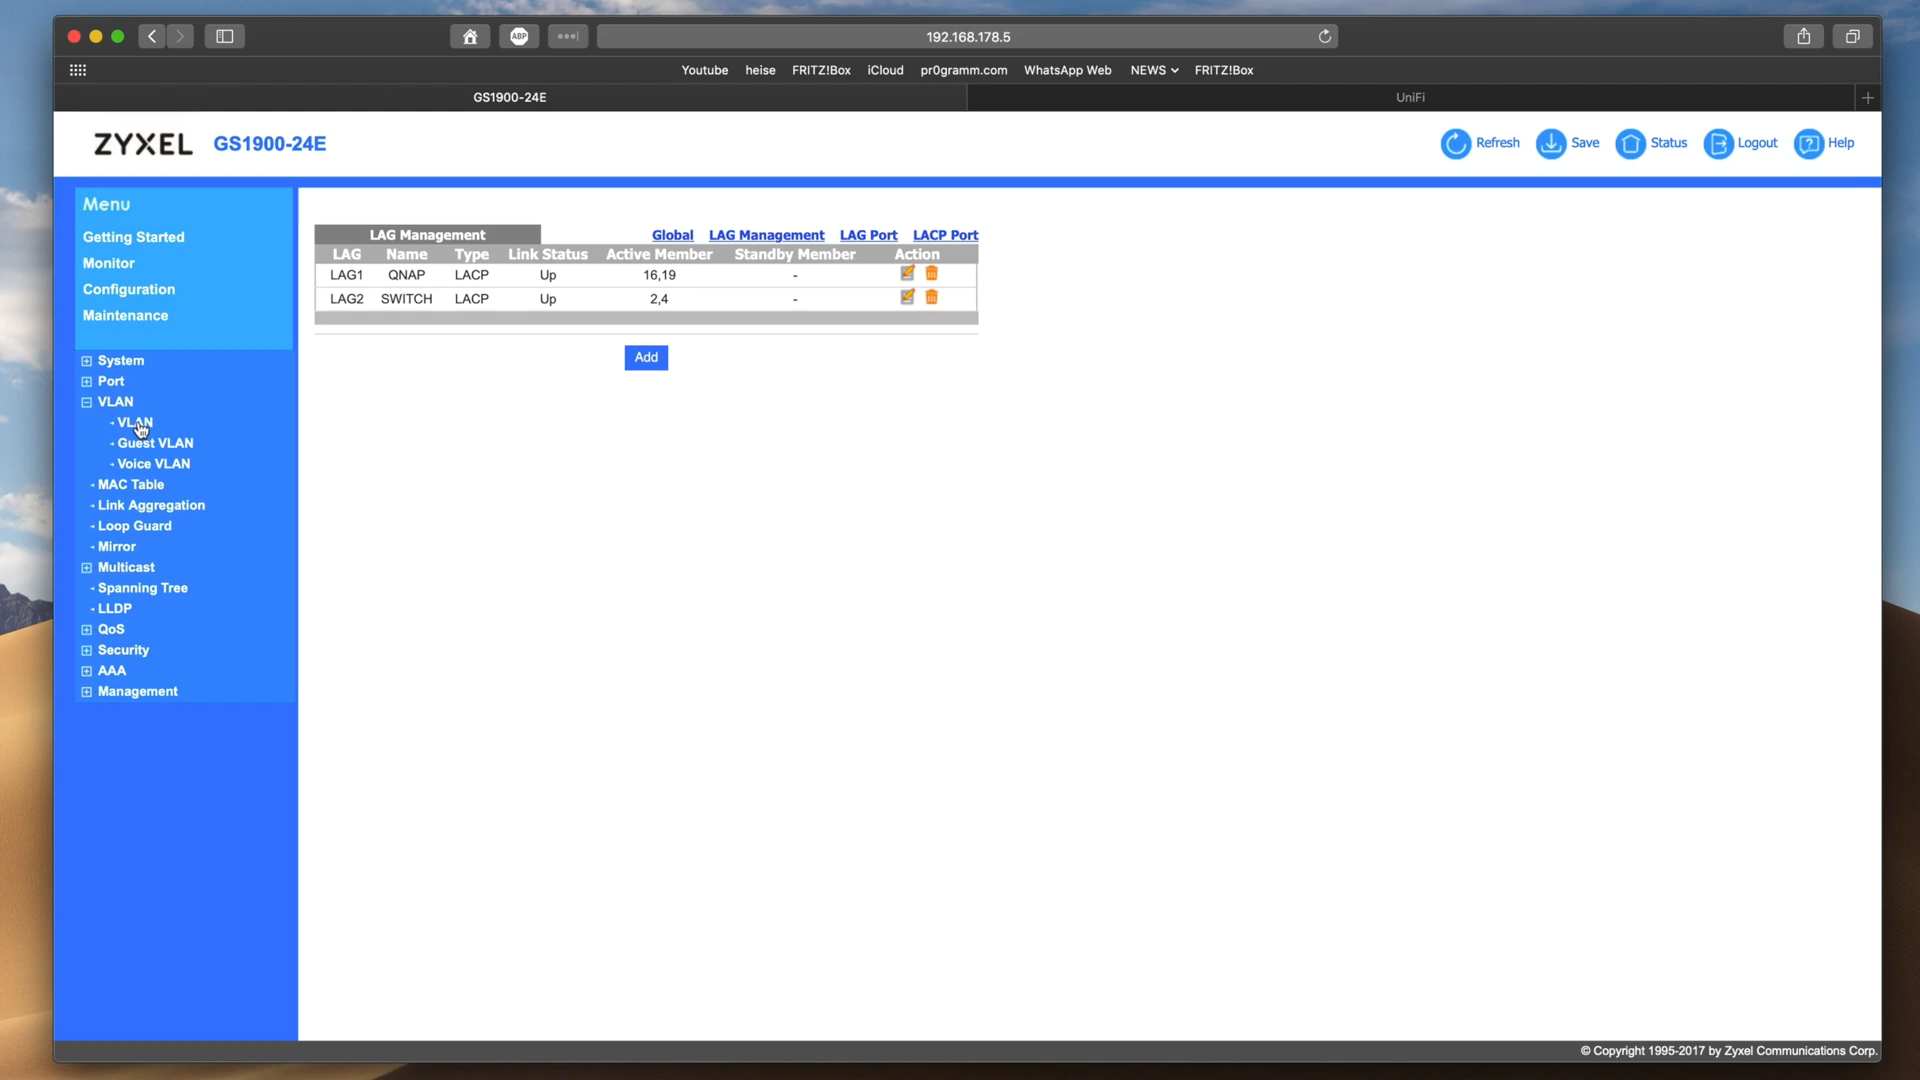 ABP
192.168.178.5
Youtube heise FRITZ!Box iCloud pr0gramm.com WhatsApp Web NEWS FRITZ!Box
GS1900-24E UniFi
ZYXEL GS1900-24E Refresh Save Status Logout Help
Menu
Getting Started
Monitor
Configuration
Maintenance
System
Port
VLAN
VLAN
Guest VLAN
Voice VLAN
MAC Table
Link Aggregation
Loop Guard
Mirror
Multicast
Spanning Tree
LLDP
QoS
Security
AAA
Management
LAG Management Global LAG Management LAG Port LACP Port
LAG Name Type Link Status Active Member Standby Member Action
LAG1 QNAP LACP Up 16,19 -
LAG2 SWITCH LACP Up 2,4 -
Add
© Copyright 1995-2017 by Zyxel Communications Corp.